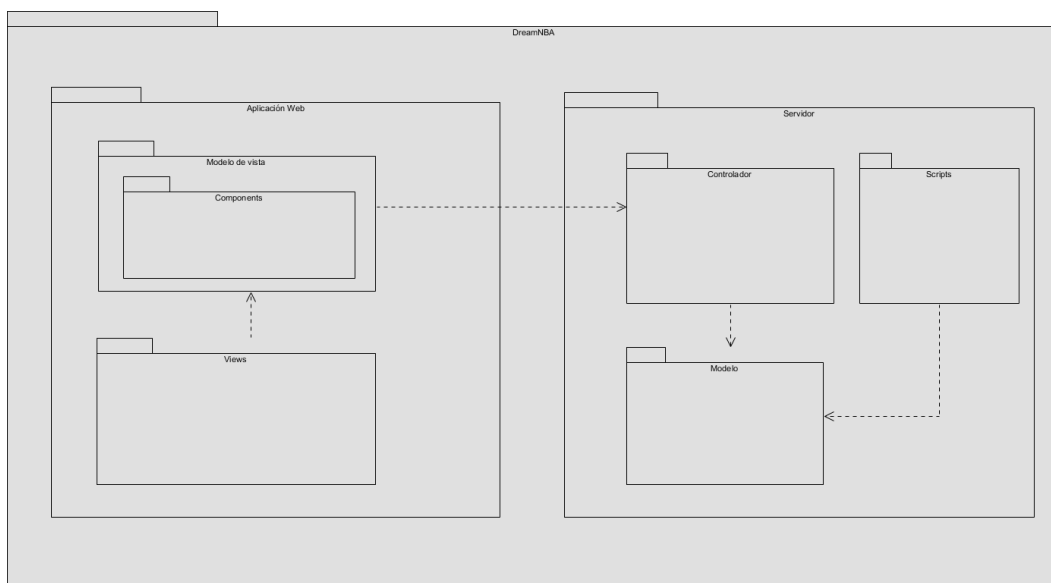 DreamNBA
Aplicación Web
Servidor
Modelo de vista
Components
Controlador
Scripts
Views
Modelo